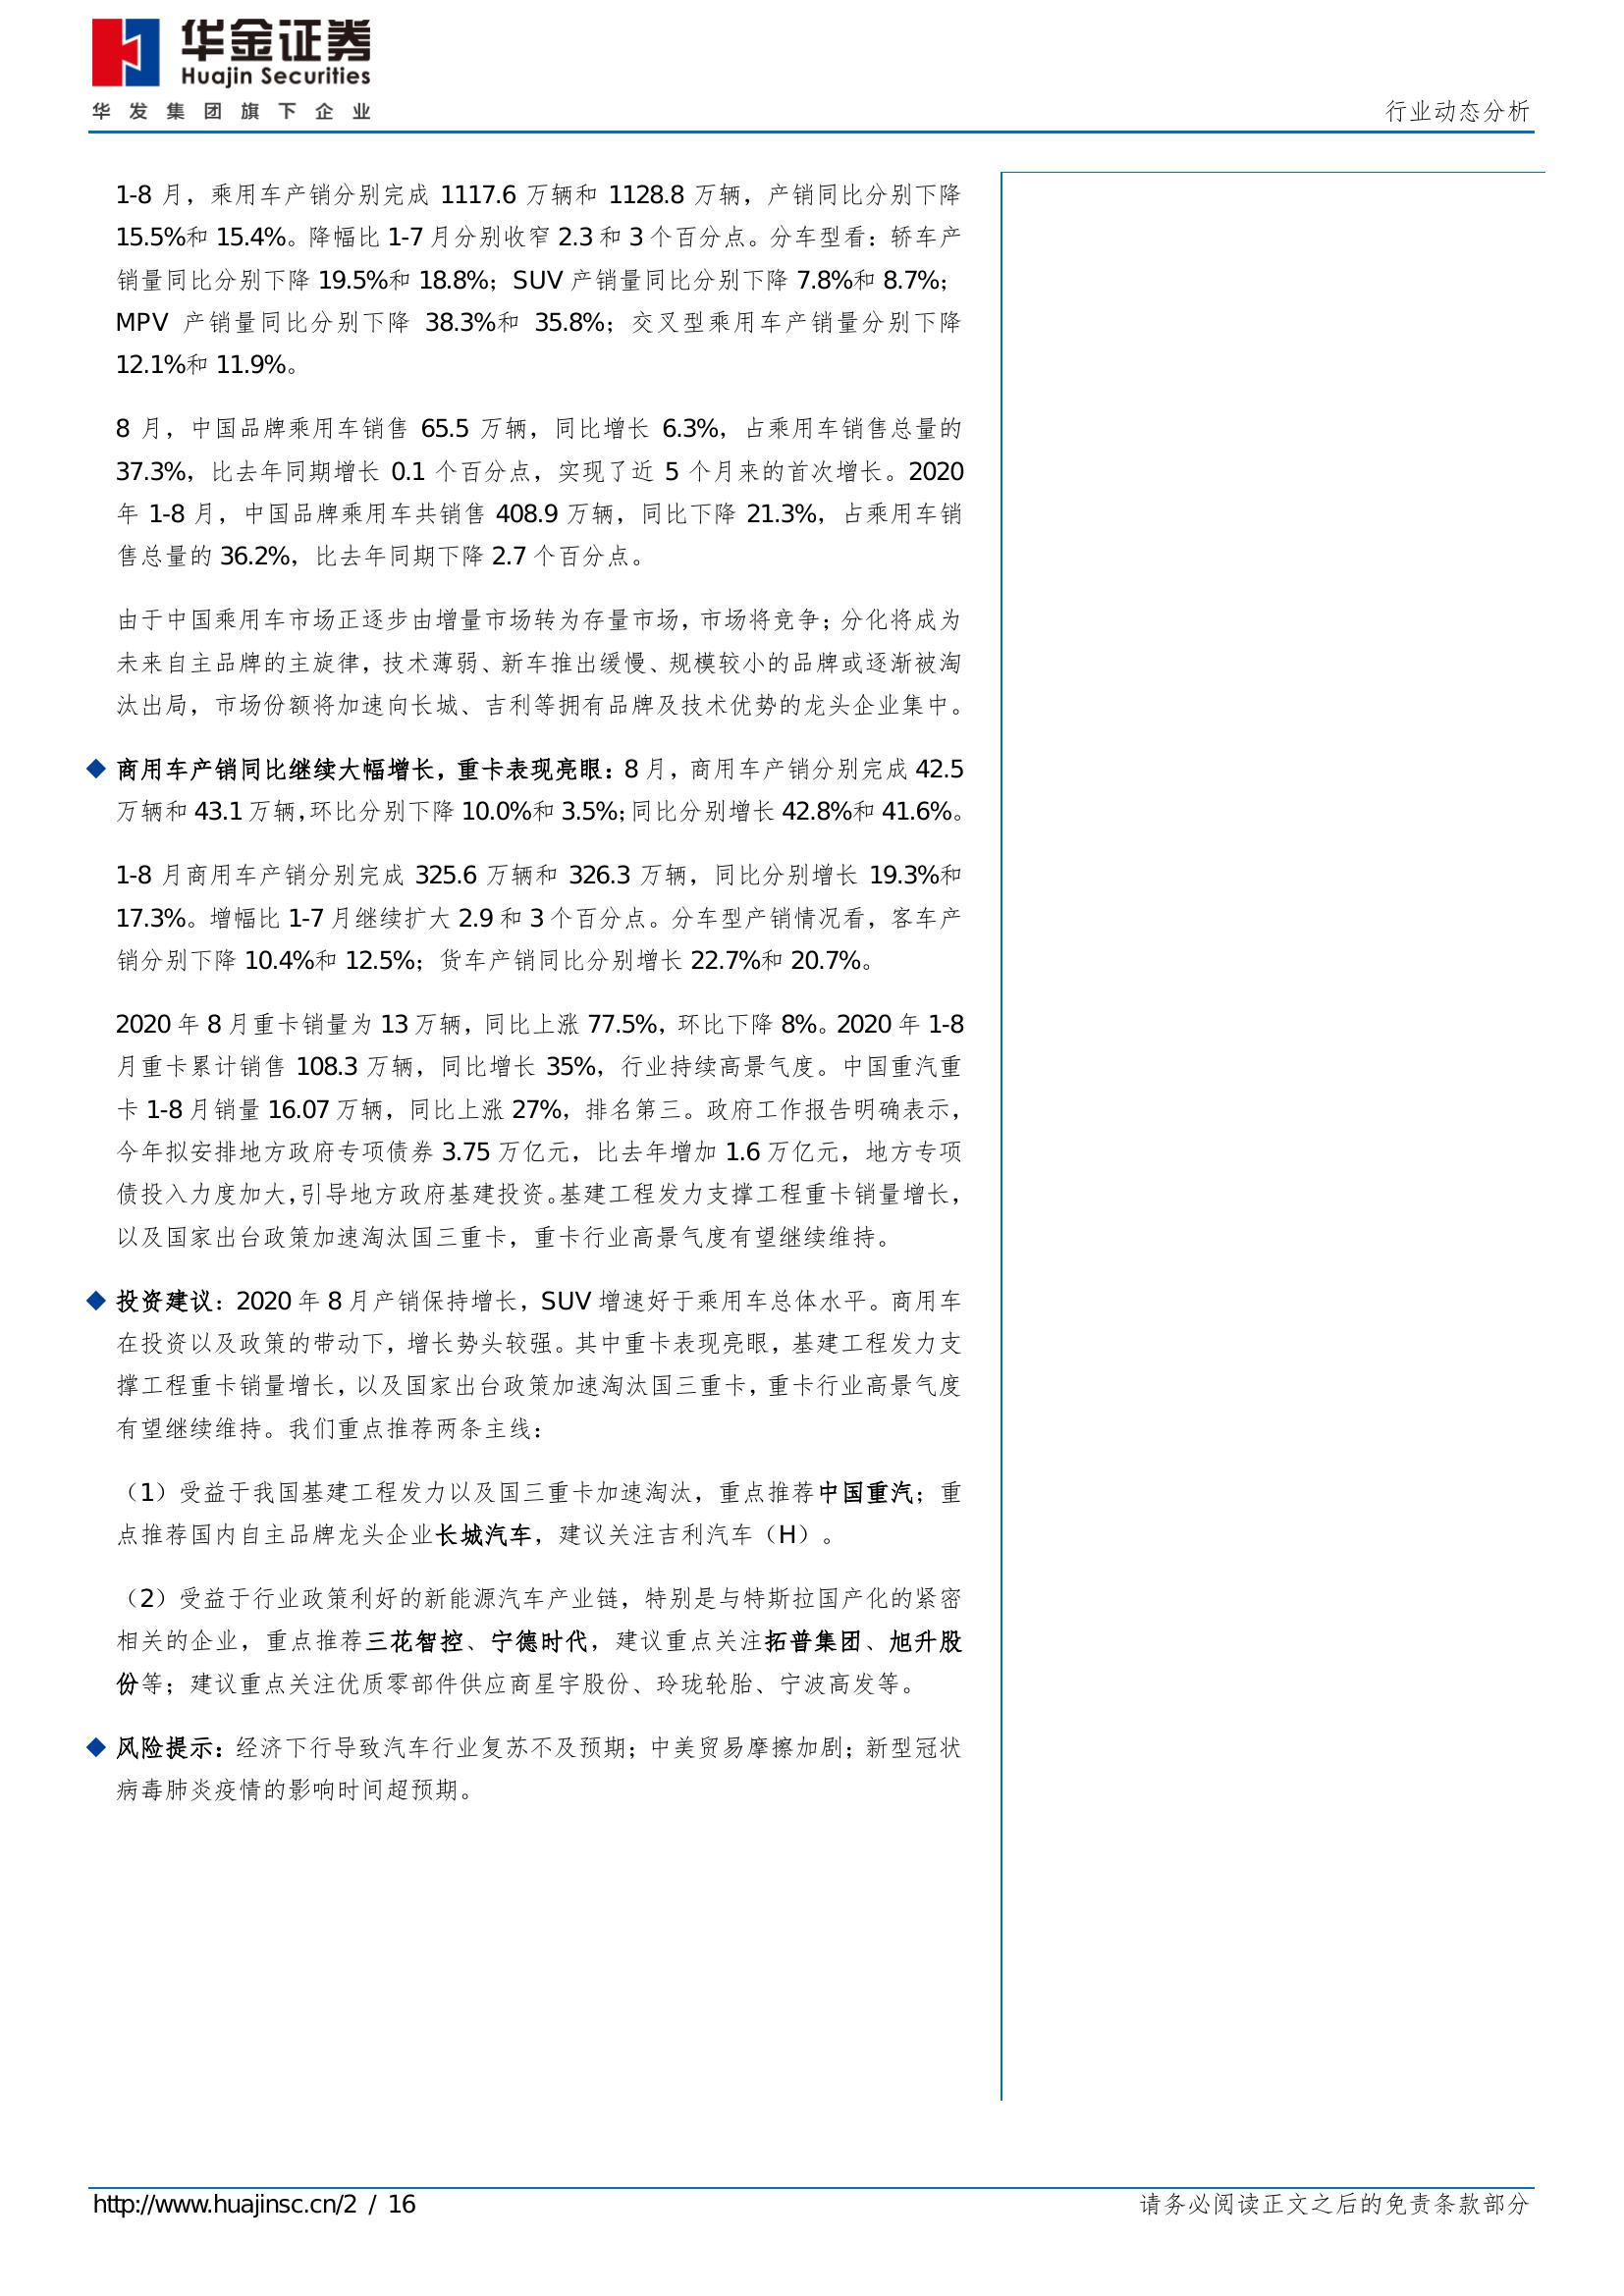 华金证券
Huajin Securities
华发集团旗下企业
行业动态分析
1-8 月，乘用车产销分别完成 1117.6 万辆和 1128.8 万辆，产销同比分别下降
15.5%和 15.4%。降幅比 1-7 月分别收窄 2.3 和 3 个百分点。分车型看：轿车产
销量同比分别下降 19.5%和 18.8%；SUV 产销量同比分别下降 7.8%和 8.7%；
MPV 产销量同比分别下降 38.3%和 35.8%；交叉型乘用车产销量分别下降
12.1%和 11.9%。
8 月，中国品牌乘用车销售 65.5 万辆，同比增长 6.3%，占乘用车销售总量的
37.3%，比去年同期增长 0.1 个百分点，实现了近 5 个月来的首次增长。2020
年 1-8 月，中国品牌乘用车共销售 408.9 万辆，同比下降 21.3%，占乘用车销
售总量的 36.2%，比去年同期下降 2.7 个百分点。
由于中国乘用车市场正逐步由增量市场转为存量市场，市场将竞争；分化将成为
未来自主品牌的主旋律，技术薄弱、新车推出缓慢、规模较小的品牌或逐渐被淘
汰出局，市场份额将加速向长城、吉利等拥有品牌及技术优势的龙头企业集中。
◆ 商用车产销同比继续大幅增长，重卡表现亮眼：8 月，商用车产销分别完成 42.5
万辆和 43.1 万辆，环比分别下降 10.0%和 3.5%；同比分别增长 42.8%和 41.6%。
1-8 月商用车产销分别完成 325.6 万辆和 326.3 万辆，同比分别增长 19.3%和
17.3%。增幅比 1-7 月继续扩大 2.9 和 3 个百分点。分车型产销情况看，客车产
销分别下降 10.4%和 12.5%；货车产销同比分别增长 22.7%和 20.7%。
2020 年 8 月重卡销量为 13 万辆，同比上涨 77.5%，环比下降 8%。2020 年 1-8
月重卡累计销售 108.3 万辆，同比增长 35%，行业持续高景气度。中国重汽重
卡 1-8 月销量 16.07 万辆，同比上涨 27%，排名第三。政府工作报告明确表示，
今年拟安排地方政府专项债券 3.75 万亿元，比去年增加 1.6 万亿元，地方专项
债投入力度加大，引导地方政府基建投资。基建工程发力支撑工程重卡销量增长，
以及国家出台政策加速淘汰国三重卡，重卡行业高景气度有望继续维持。
◆ 投资建议：2020 年 8 月产销保持增长，SUV 增速好于乘用车总体水平。商用车
在投资以及政策的带动下，增长势头较强。其中重卡表现亮眼，基建工程发力支
撑工程重卡销量增长，以及国家出台政策加速淘汰国三重卡，重卡行业高景气度
有望继续维持。我们重点推荐两条主线：
（1）受益于我国基建工程发力以及国三重卡加速淘汰，重点推荐中国重汽；重
点推荐国内自主品牌龙头企业长城汽车，建议关注吉利汽车（H）。
（2）受益于行业政策利好的新能源汽车产业链，特别是与特斯拉国产化的紧密
相关的企业，重点推荐三花智控、宁德时代，建议重点关注拓普集团、旭升股
份等；建议重点关注优质零部件供应商星宇股份、玲珑轮胎、宁波高发等。
◆ 风险提示：经济下行导致汽车行业复苏不及预期；中美贸易摩擦加剧；新型冠状
病毒肺炎疫情的影响时间超预期。
http://www.huajinsc.cn/2 / 16
请务必阅读正文之后的免责条款部分